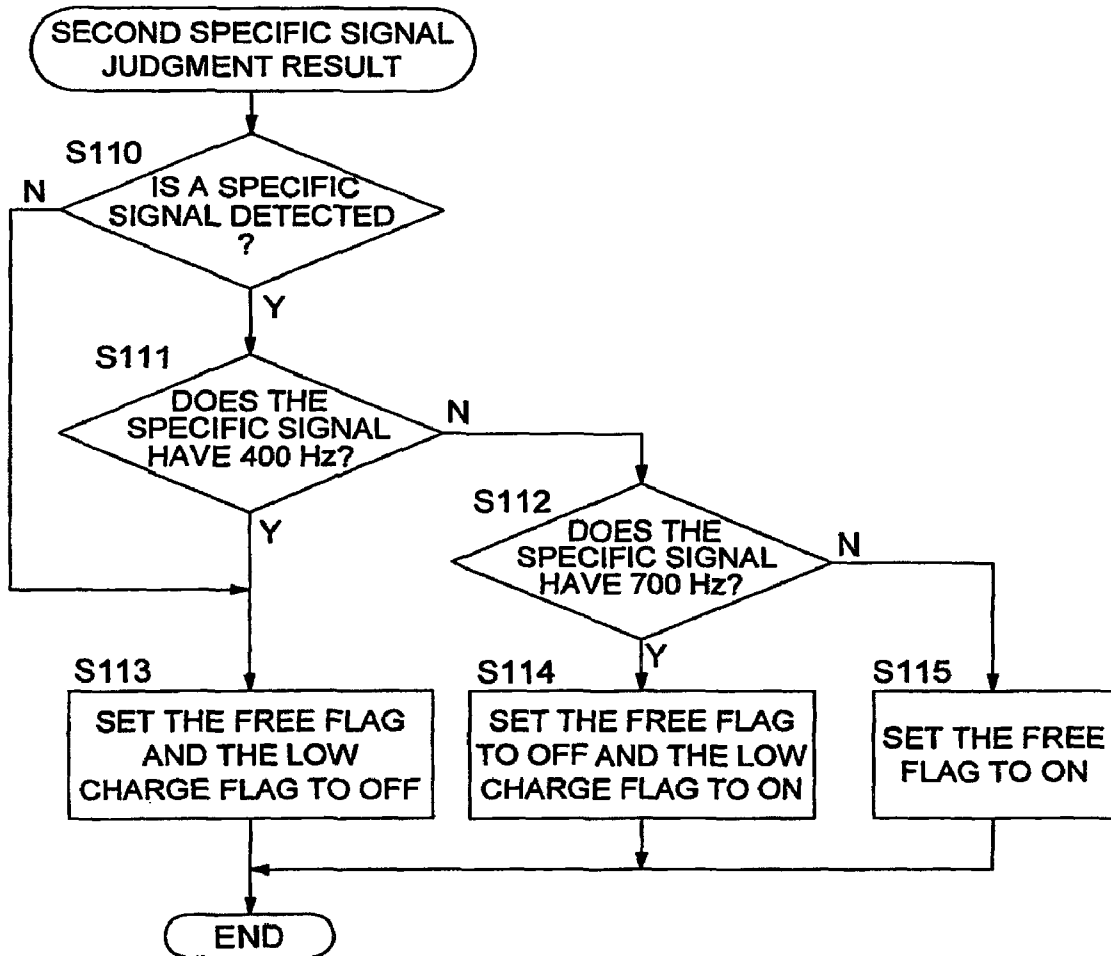 SECOND SPECIFIC SIGNAL
JUDGMENT RESULT
S110
N
IS A SPECIFIC
SIGNAL DETECTED
?
Y
S111
DOES THE
SPECIFIC SIGNAL
HAVE 400 Hz?
N
Y
S112
DOES THE
SPECIFIC SIGNAL
HAVE 700 Hz?
N
Y
S113
SET THE FREE FLAG
AND THE LOW
CHARGE FLAG TO OFF
S114
SET THE FREE FLAG
TO OFF AND THE LOW
CHARGE FLAG TO ON
S115
SET THE FREE
FLAG TO ON
END